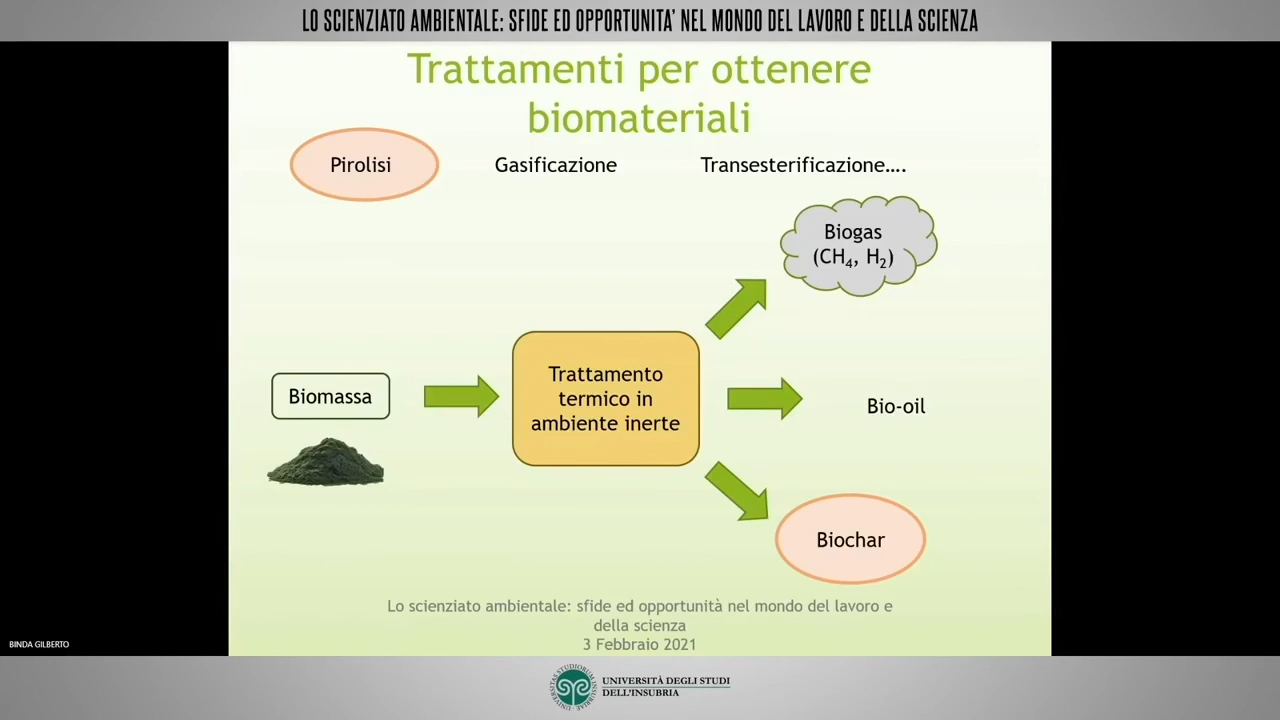 LO SCIENZIATO AMBIENTALE: SFIDE ED OPPORTUNITA' NEL MONDO DEL LAVORO E DELLA SCIENZA
Trattamenti per ottenere
biomateriali
Pirolisi
Gasificazione
Transesterificazione….
Biogas
(CH₄, H₂)
Biomassa
Trattamento
termico in
ambiente inerte
Bio-oil
Biochar
Lo scienziato ambientale: sfide ed opportunità nel mondo del lavoro e
della scienza
3 Febbraio 2021
BINDA GILBERTO
UNIVERSITÀ DEGLI STUDI
DELL'INSUBRIA